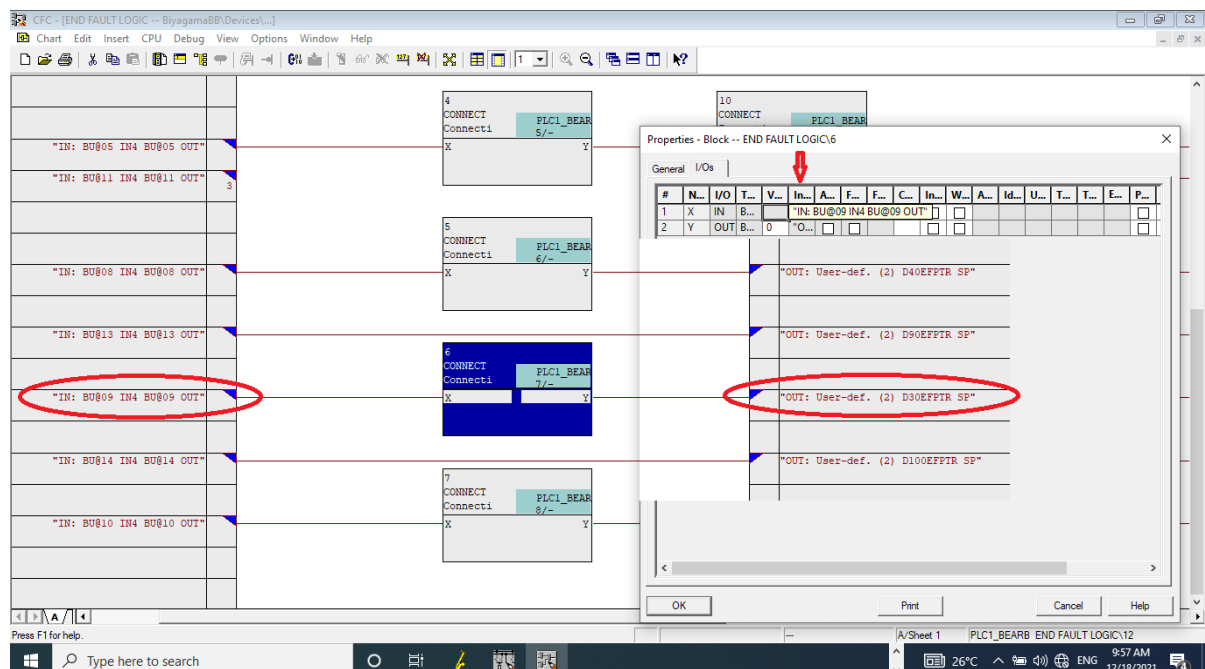 CFC - [END FAULT LOGIC -- BiyagamaBB\Devices\...]
Chart Edit Insert CPU Debug View Options Window Help
1
4
CONNECT
Connecti
PLC1_BEAR
5/-
X Y
10
CONNECT
PLC1_BEAR
"IN: BU@05 IN4 BU@05 OUT"
"IN: BU@11 IN4 BU@11 OUT"
3
5
CONNECT
Connecti
PLC1_BEAR
6/-
X Y
"IN: BU@08 IN4 BU@08 OUT"
"IN: BU@13 IN4 BU@13 OUT"
6
CONNECT
Connecti
PLC1_BEAR
7/-
X Y
"IN: BU@09 IN4 BU@09 OUT"
"IN: BU@14 IN4 BU@14 OUT"
7
CONNECT
Connecti
PLC1_BEAR
8/-
X Y
"IN: BU@10 IN4 BU@10 OUT"
Properties - Block -- END FAULT LOGIC\6
General I/Os
# N... I/O T... V... In... A... F... F... C... In... W... A... Id... U... T... T... E... P...
1 X IN B... "IN: BU@09 IN4 BU@09 OUT"
2 Y OUT B... 0 "O...
"OUT: User-def. (2) D40EFPTR SP"
"OUT: User-def. (2) D90EFPTR SP"
"OUT: User-def. (2) D30EFPTR SP"
"OUT: User-def. (2) D100EFPTR SP"
OK Print Cancel Help
A
Press F1 for help.
--
A/Sheet 1 PLC1_BEARB END FAULT LOGIC\12
Type here to search
26°C ENG 9:57 AM
12/18/2021
4